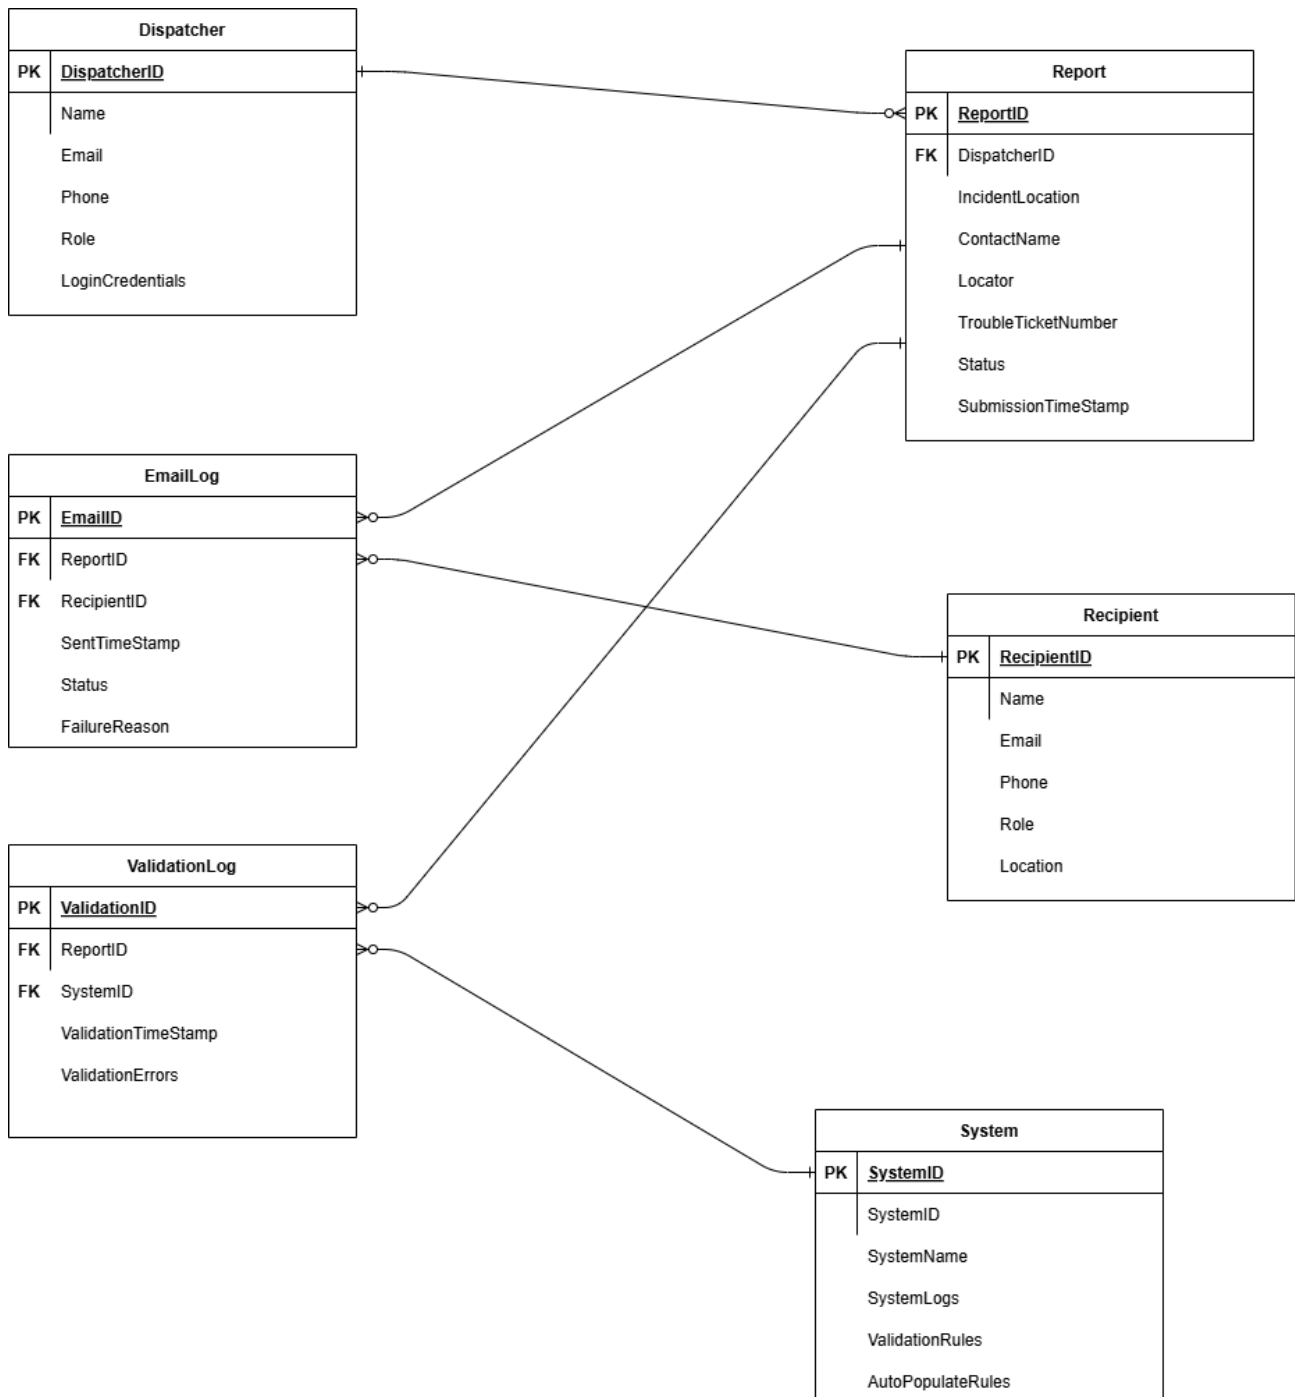 Dispatcher
PK DispatcherID
Name
Email
Phone
Role
LoginCredentials
Report
PK ReportID
FK DispatcherID
IncidentLocation
ContactName
Locator
TroubleTicketNumber
Status
SubmissionTimeStamp
EmailLog
PK EmailID
FK ReportID
FK RecipientID
SentTimeStamp
Status
FailureReason
Recipient
PK RecipientID
Name
Email
Phone
Role
Location
ValidationLog
PK ValidationID
FK ReportID
FK SystemID
ValidationTimeStamp
ValidationErrors
System
PK SystemID
SystemID
SystemName
SystemLogs
ValidationRules
AutoPopulateRules